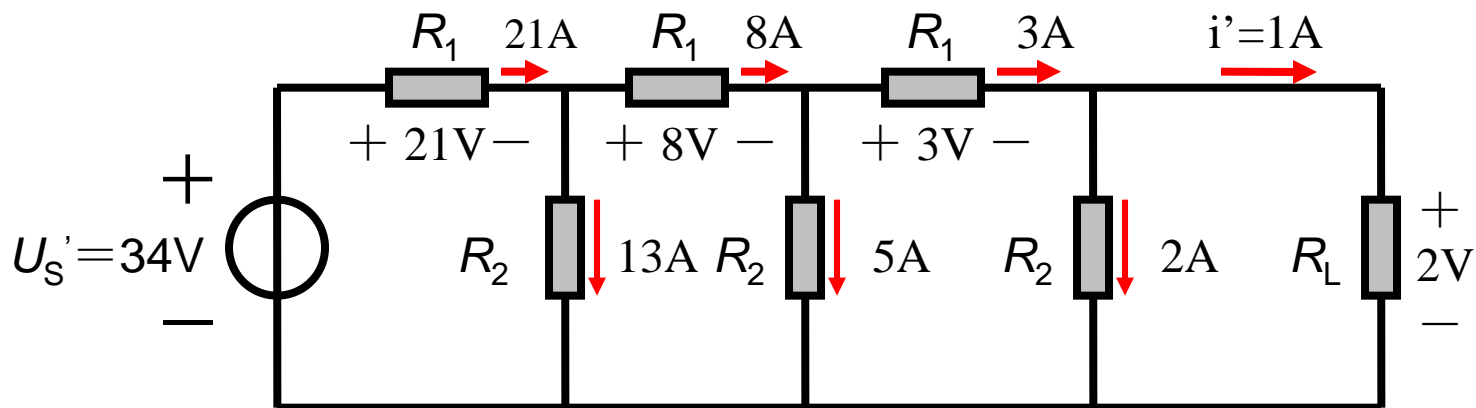 R1 21A R1 8A R1 3A i’=1A
+ 21V − + 8V − + 3V −
+
US’=34V R2 13A R2 5A R2 2A RL + 2V −
−